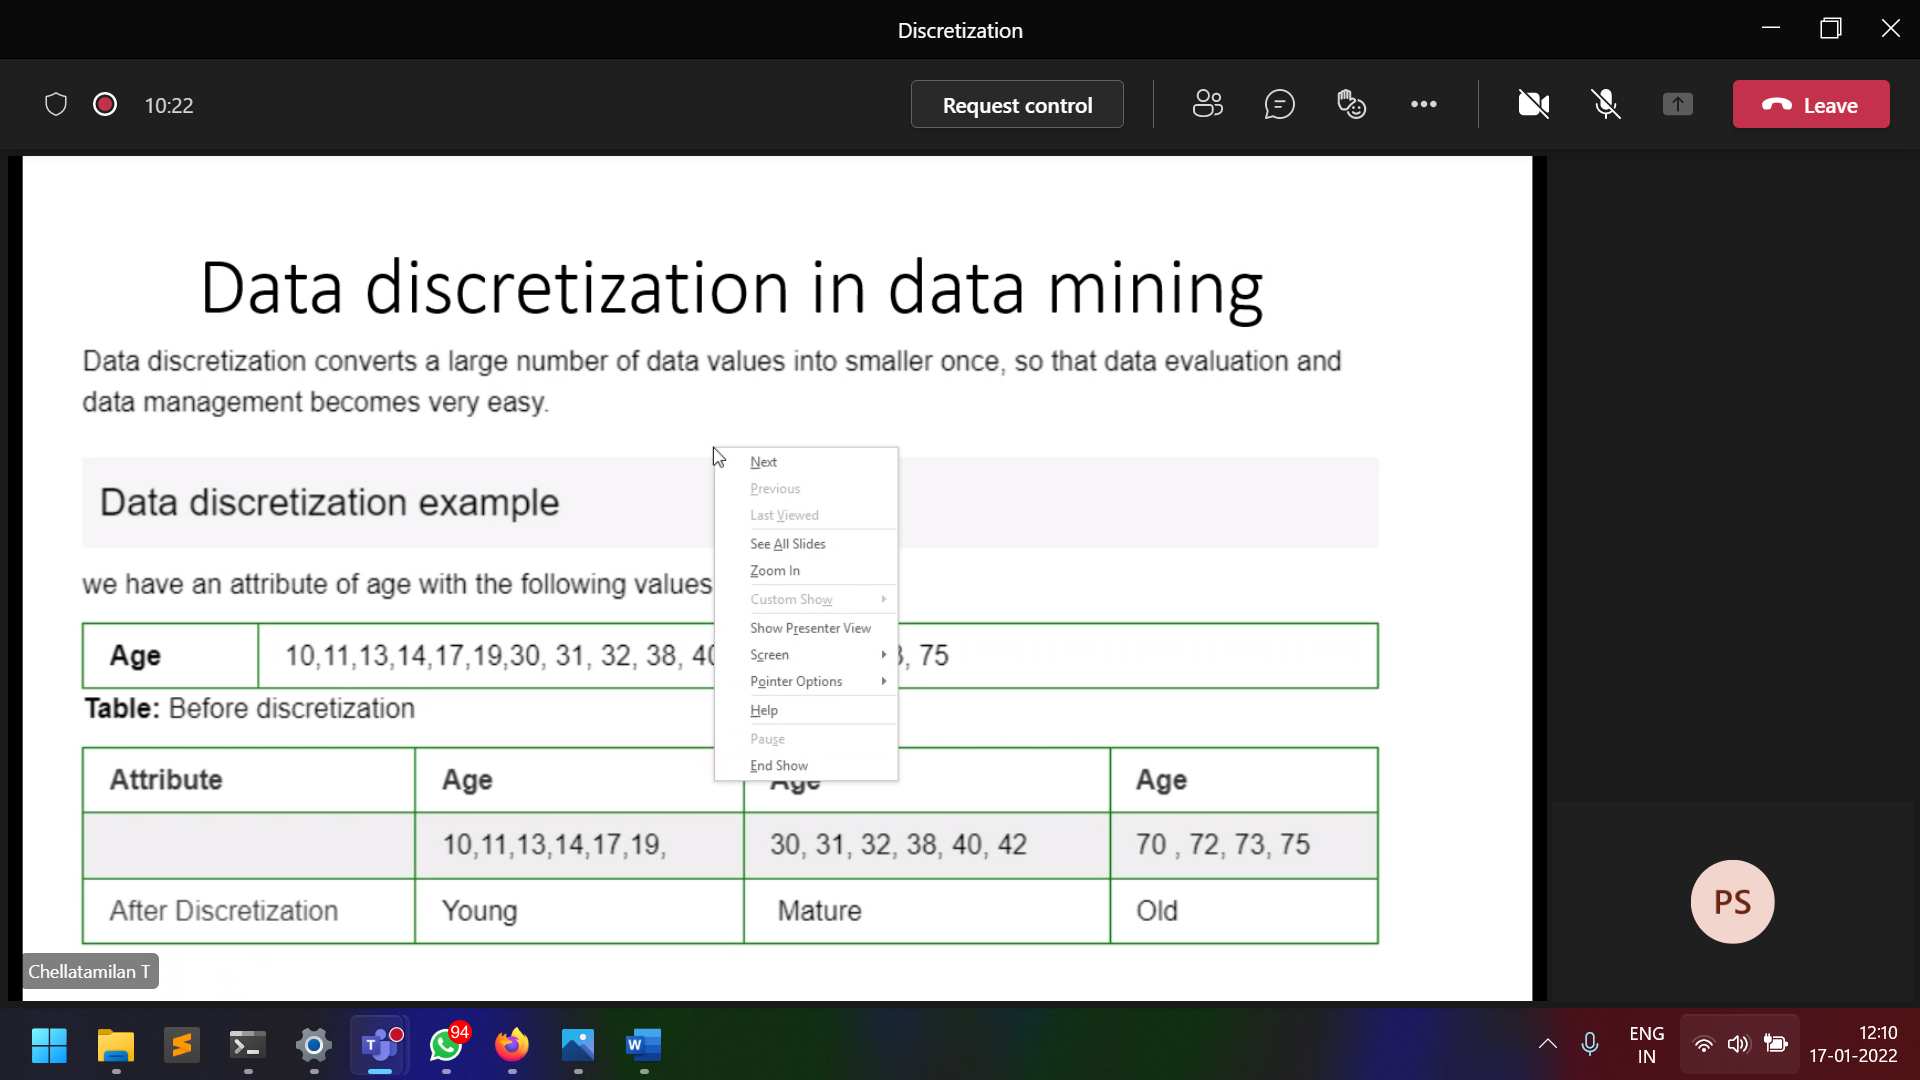 Discretization
10:22
Request control
Leave
Data discretization in data mining
Data discretization converts a large number of data values into smaller once, so that data evaluation and
data management becomes very easy.
Data discretization example
we have an attribute of age with the following values
Age 10,11,13,14,17,19,30, 31, 32, 38, 40 , 75
Table: Before discretization
Next
Previous
Last Viewed
See All Slides
Zoom In
Custom Show
Show Presenter View
Screen
Pointer Options
Help
Pause
End Show
Attribute Age Age Age
10,11,13,14,17,19, 30, 31, 32, 38, 40, 42 70 , 72, 73, 75
After Discretization Young Mature Old
Chellatamilan T
PS
94
ENG
IN
12:10
17-01-2022